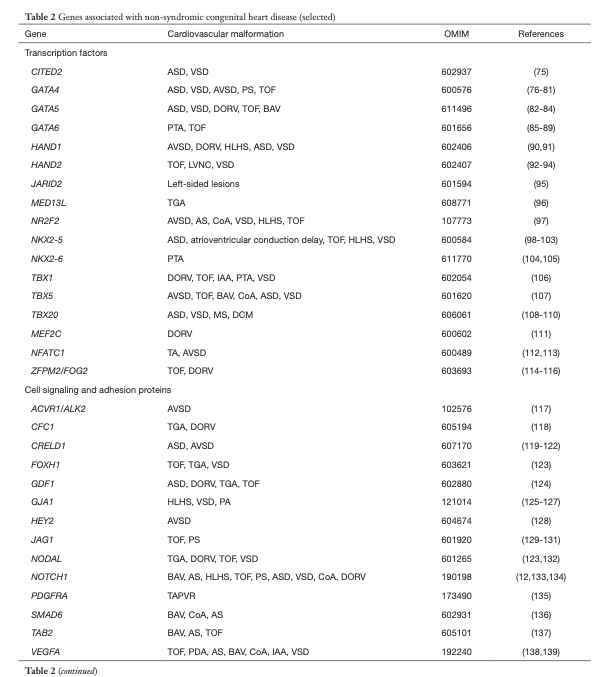 Table 2 Genes associated with non-syndromic congenital heart disease (selected)
Gene Cardiovascular malformation OMIM References
Transcription factors
CITED2 ASD, VSD 602937 (75)
GATA4 ASD, VSD, AVSD, PS, TOF 600576 (76-81)
GATA5 ASD, VSD, DORV, TOF, BAV 611496 (82-84)
GATA6 PTA, TOF 601656 (85-89)
HAND1 AVSD, DORV, HLHS, ASD, VSD 602406 (90,91)
HAND2 TOF, LVNC, VSD 602407 (92-94)
JARID2 Left-sided lesions 601594 (95)
MED13L TGA 608771 (96)
NR2F2 AVSD, AS, CoA, VSD, HLHS, TOF 107773 (97)
NKX2-5 ASD, atrioventricular conduction delay, TOF, HLHS, VSD 600584 (98-103)
NKX2-6 PTA 611770 (104,105)
TBX1 DORV, TOF, IAA, PTA, VSD 602054 (106)
TBX5 AVSD, TOF, BAV, CoA, ASD, VSD 601620 (107)
TBX20 ASD, VSD, MS, DCM 606061 (108-110)
MEF2C DORV 600602 (111)
NFATC1 TA, AVSD 600489 (112,113)
ZFPM2/FOG2 TOF, DORV 603693 (114-116)
Cell signaling and adhesion proteins
ACVR1/ALK2 AVSD 102576 (117)
CFC1 TGA, DORV 605194 (118)
CRELD1 ASD, AVSD 607170 (119-122)
FOXH1 TOF, TGA, VSD 603621 (123)
GDF1 ASD, DORV, TGA, TOF 602880 (124)
GJA1 HLHS, VSD, PA 121014 (125-127)
HEY2 AVSD 604674 (128)
JAG1 TOF, PS 601920 (129-131)
NODAL TGA, DORV, TOF, VSD 601265 (123,132)
NOTCH1 BAV, AS, HLHS, TOF, PS, ASD, VSD, CoA, DORV 190198 (12,133,134)
PDGFRA TAPVR 173490 (135)
SMAD6 BAV, CoA, AS 602931 (136)
TAB2 BAV, AS, TOF 605101 (137)
VEGFA TOF, PDA, AS, BAV, CoA, IAA, VSD 192240 (138,139)
Table 2 (continued)